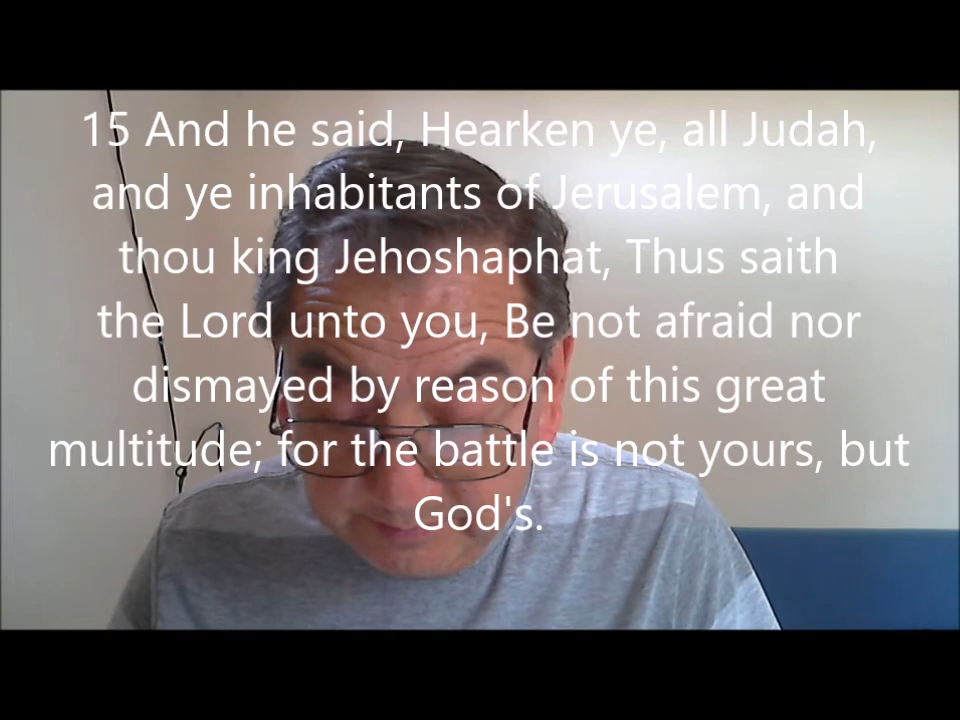 15 And he said, Hearken ye, all Judah,
and ye inhabitants of Jerusalem, and
thou king Jehoshaphat, Thus saith
the Lord unto you, Be not afraid nor
dismayed by reason of this great
multitude; for the battle is not yours, but
God's.